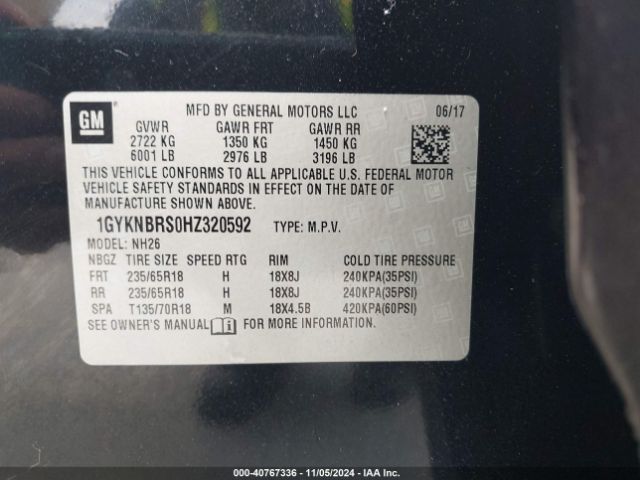 GM
MFD BY GENERAL MOTORS LLC 06/17
GVWR GAWR FRT GAWR RR
2722 KG 1350 KG 1450 KG
6001 LB 2976 LB 3196 LB
THIS VEHICLE CONFORMS TO ALL APPLICABLE U.S. FEDERAL MOTOR
VEHICLE SAFETY STANDARDS IN EFFECT ON THE DATE OF
MANUFACTURE SHOWN ABOVE.
1GYKNBRS0HZ320592 TYPE: M.P.V.
MODEL: NH26
NBGZ TIRE SIZE SPEED RTG RIM COLD TIRE PRESSURE
FRT 235/65R18 H 18X8J 240KPA(35PSI)
RR 235/65R18 H 18X8J 240KPA(35PSI)
SPA T135/70R18 M 18X4.5B 420KPA(60PSI)
SEE OWNER'S MANUAL i FOR MORE INFORMATION.
000-40767336 - 11/05/2024 - IAA Inc.